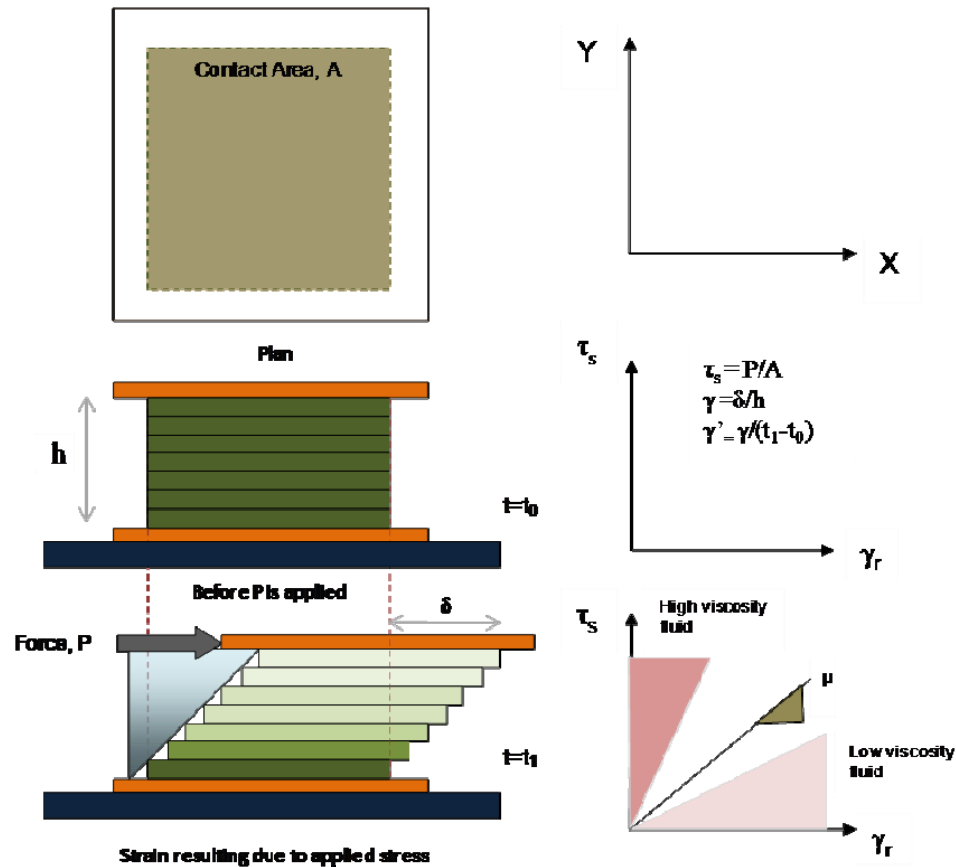 Contact Area, A
Y
X
Plan
h
t=t₀
τₛ
τₛ = P/A
γ =δ/h
γ’₌ γ/(t₁-t₀)
γᵣ
Before P is applied
δ
Force, P
t=t₁
Strain resulting due to applied stress
τₛ
High viscosity
fluid
μ
Low viscosity
fluid
γᵣ